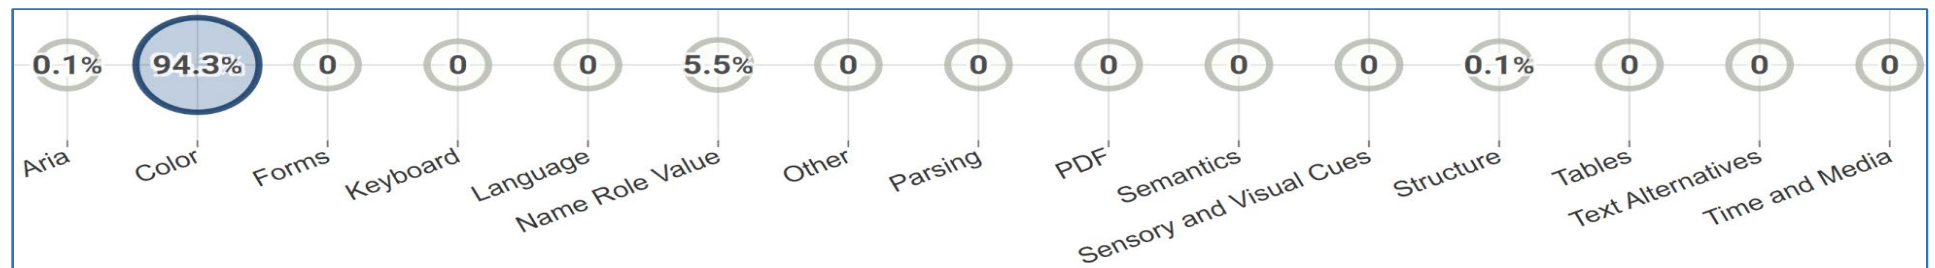 0.1% 94.3% 0 0 0 5.5% 0 0 0 0 0 0.1% 0 0 0
Aria
Color
Forms
Keyboard
Language
Name Role Value
Other
Parsing
PDF
Semantics
Sensory and Visual Cues
Structure
Tables
Text Alternatives
Time and Media